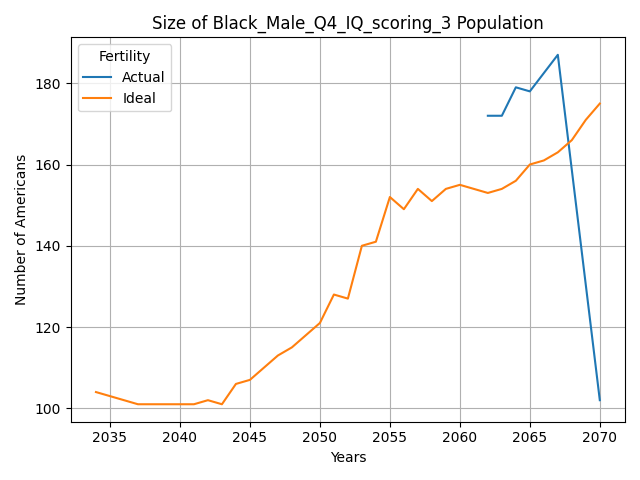 Size of Black_Male_Q4_IQ_scoring_3 Population
Fertility
Actual
Ideal
Number of Americans
180
160
140
120
100
2035 2040 2045 2050 2055 2060 2065 2070
Years